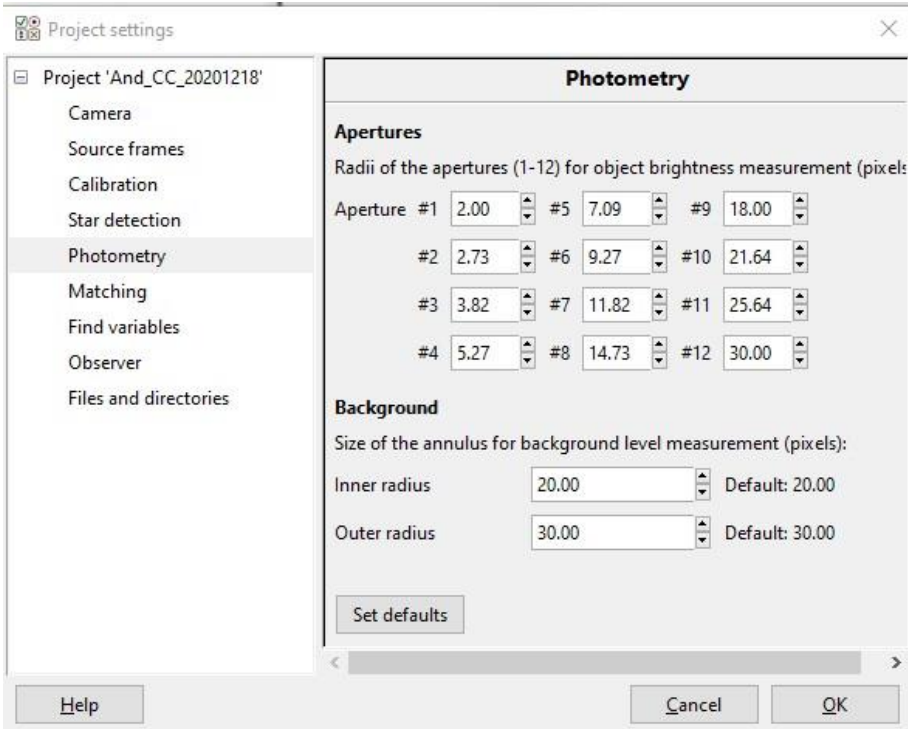 Project settings
Project 'And_CC_20201218'
Camera
Source frames
Calibration
Star detection
Photometry
Matching
Find variables
Observer
Files and directories
Photometry
Apertures
Radii of the apertures (1-12) for object brightness measurement (pixels
Aperture #1 2.00 #5 7.09 #9 18.00
#2 2.73 #6 9.27 #10 21.64
#3 3.82 #7 11.82 #11 25.64
#4 5.27 #8 14.73 #12 30.00
Background
Size of the annulus for background level measurement (pixels):
Inner radius 20.00 Default: 20.00
Outer radius 30.00 Default: 30.00
Set defaults
Help Cancel OK